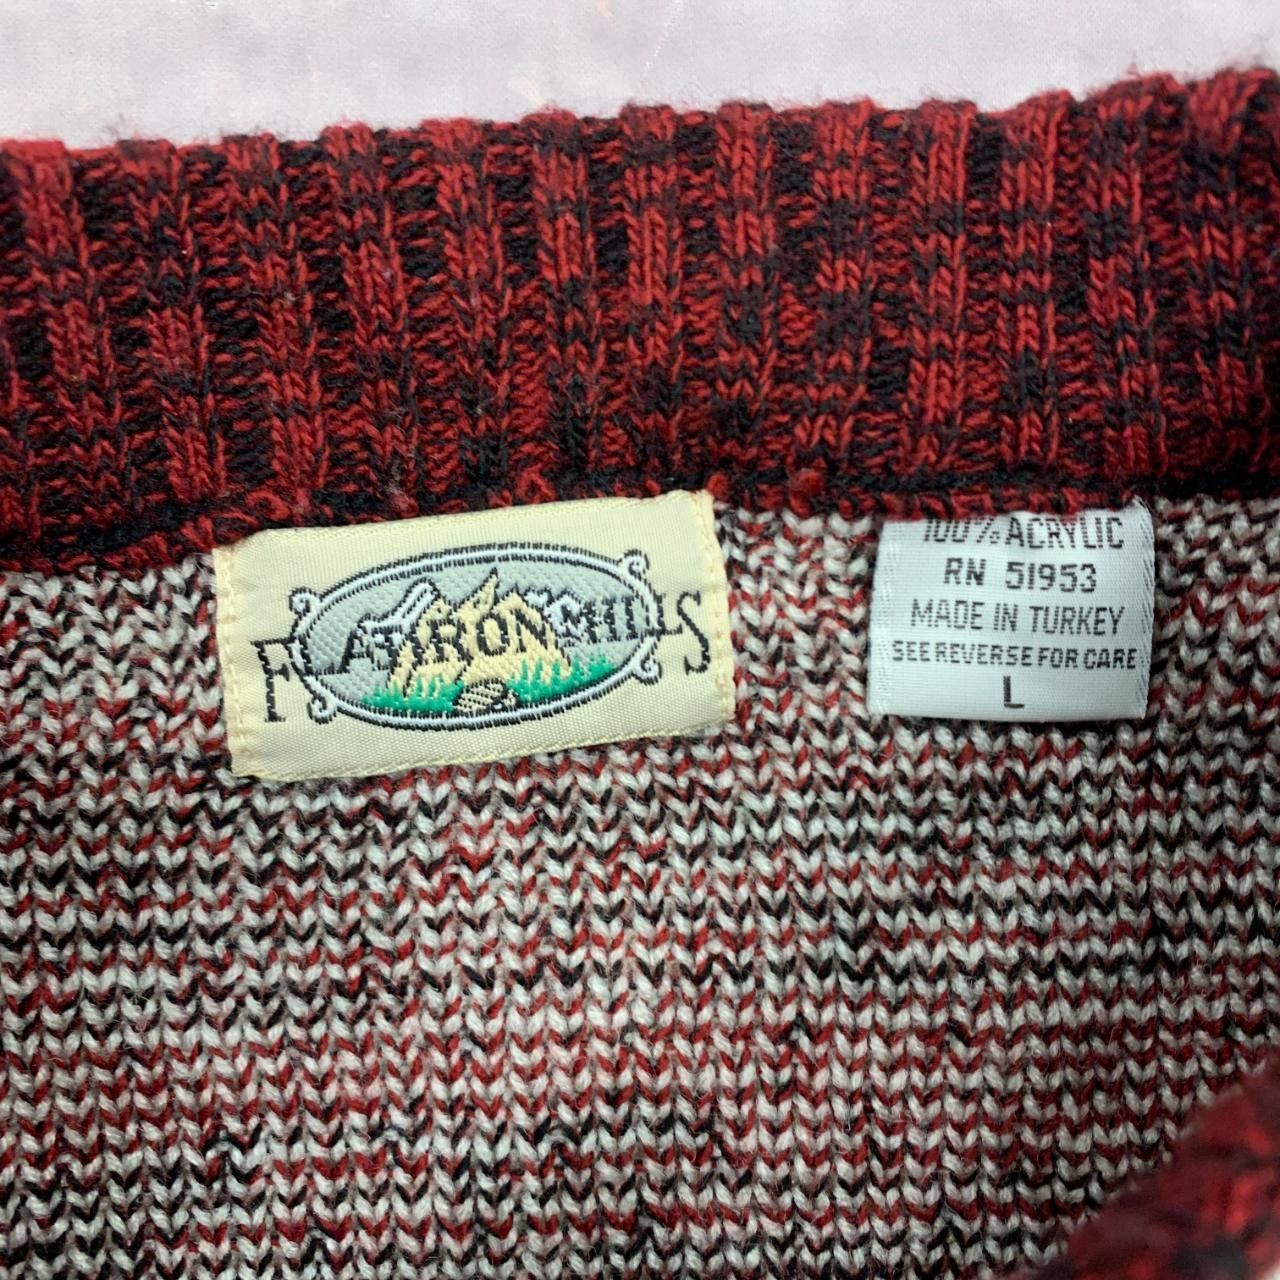 FLATIRON MILLS
100% ACRYLIC
RN 51953
MADE IN TURKEY
SEE REVERSE FOR CARE
L